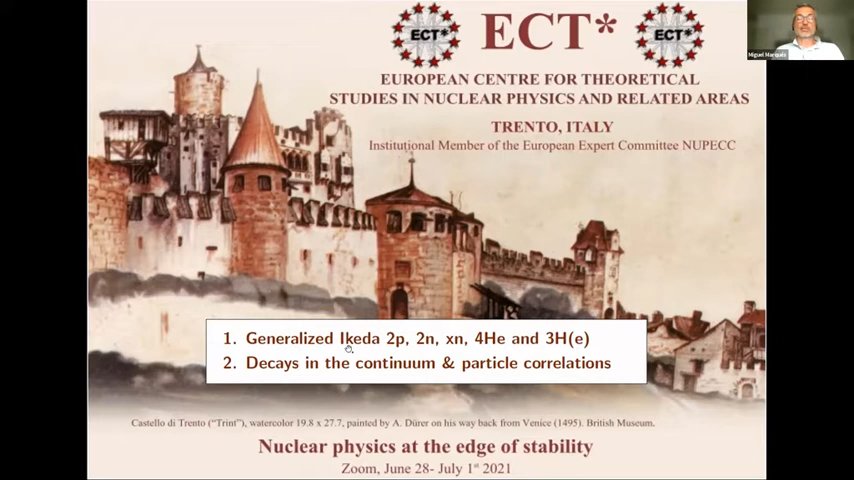 ECT*
ECT*
ECT*
Miguel Marqués
EUROPEAN CENTRE FOR THEORETICAL
STUDIES IN NUCLEAR PHYSICS AND RELATED AREAS
TRENTO, ITALY
Institutional Member of the European Expert Committee NUPECC
1. Generalized Ikeda 2p, 2n, xn, 4He and 3H(e)
2. Decays in the continuum & particle correlations
Castello di Trento ("Trint"), watercolor 19.8 x 27.7, painted by A. Dürer on his way back from Venice (1495). British Museum.
Nuclear physics at the edge of stability
Zoom, June 28- July 1st 2021